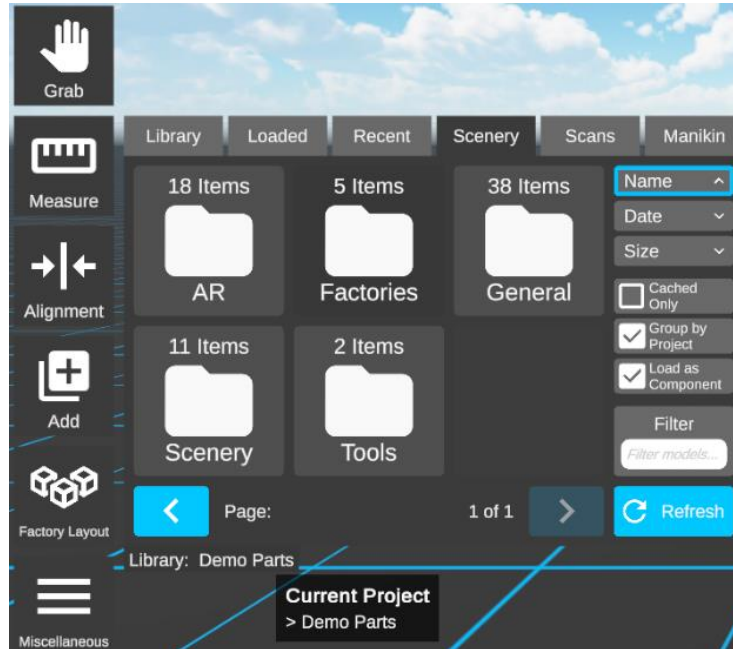 Grab
Measure
Alignment
Add
Factory Layout
Miscellaneous
Library Loaded Recent Scenery Scans Manikin
18 Items
AR
5 Items
Factories
38 Items
General
11 Items
Scenery
2 Items
Tools
Name
Date
Size
Cached
Only
Group by
Project
Load as
Component
Filter
Filter models...
Page: 1 of 1
Refresh
Library: Demo Parts
Current Project
> Demo Parts